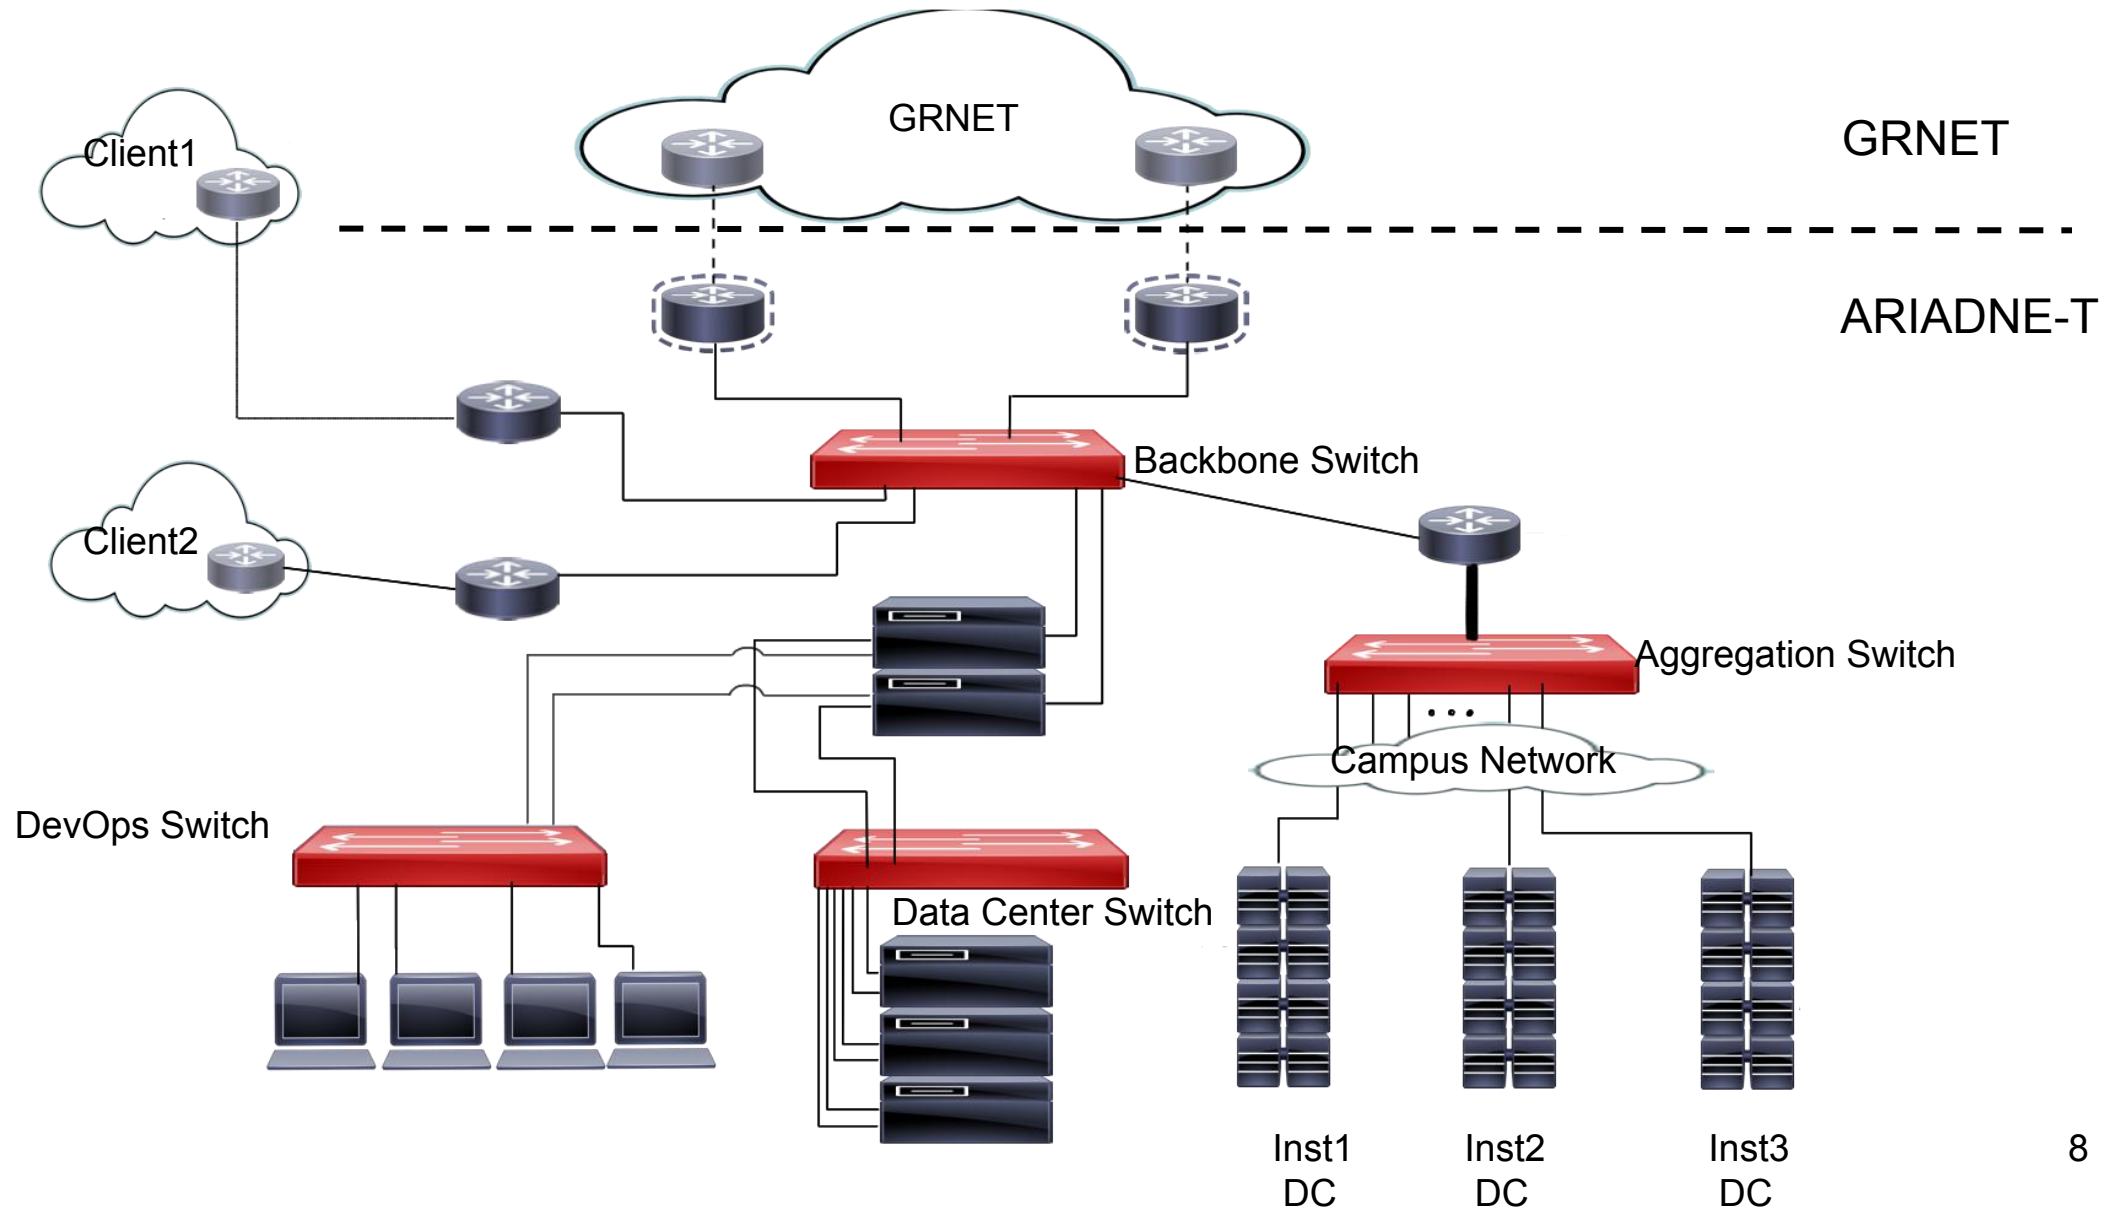 GRNET
GRNET
Client1
ARIADNE-T
Backbone Switch
Client2
Aggregation Switch
Campus Network
DevOps Switch
Data Center Switch
Inst1
DC
Inst2
DC
Inst3
DC
8